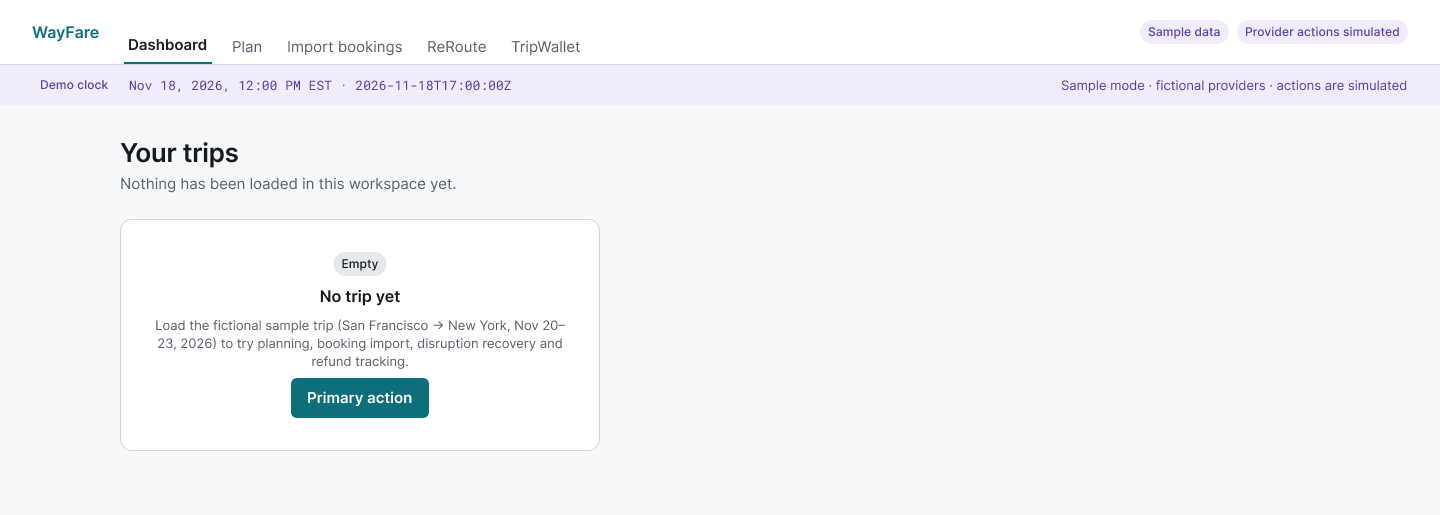 WayFare
Dashboard
Plan
Import bookings
ReRoute
TripWallet
Sample data
Provider actions simulated
Demo clock
Nov 18, 2026, 12:00 PM EST · 2026-11-18T17:00:00Z
Sample mode · fictional providers · actions are simulated
Your trips
Nothing has been loaded in this workspace yet.
Empty
No trip yet
Load the fictional sample trip (San Francisco → New York, Nov 20–
23, 2026) to try planning, booking import, disruption recovery and
refund tracking.
Primary action